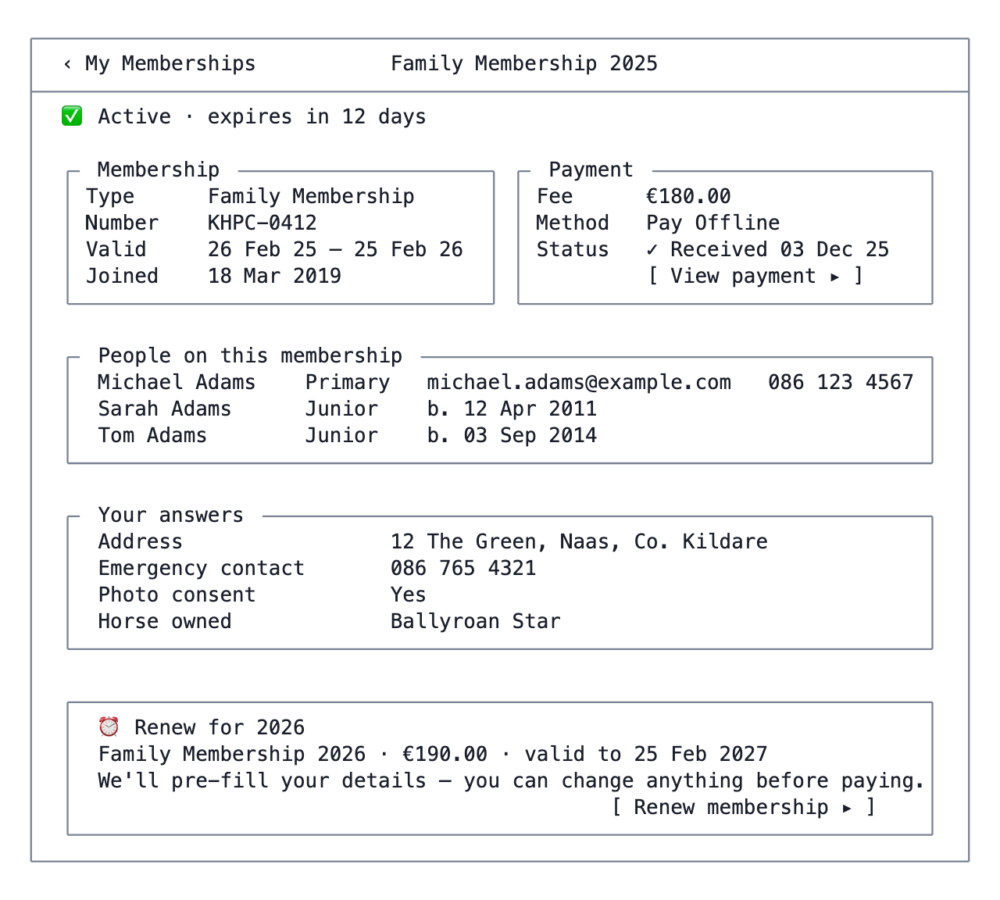 ‹ My Memberships Family Membership 2025
✅ Active · expires in 12 days
Membership
Type Family Membership
Number KHPC–0412
Valid 26 Feb 25 – 25 Feb 26
Joined 18 Mar 2019
Payment
Fee €180.00
Method Pay Offline
Status ✓ Received 03 Dec 25
[ View payment ▸ ]
People on this membership
Michael Adams Primary michael.adams@example.com 086 123 4567
Sarah Adams Junior b. 12 Apr 2011
Tom Adams Junior b. 03 Sep 2014
Your answers
Address 12 The Green, Naas, Co. Kildare
Emergency contact 086 765 4321
Photo consent Yes
Horse owned Ballyroan Star
⏰ Renew for 2026
Family Membership 2026 · €190.00 · valid to 25 Feb 2027
We'll pre–fill your details – you can change anything before paying.
[ Renew membership ▸ ]